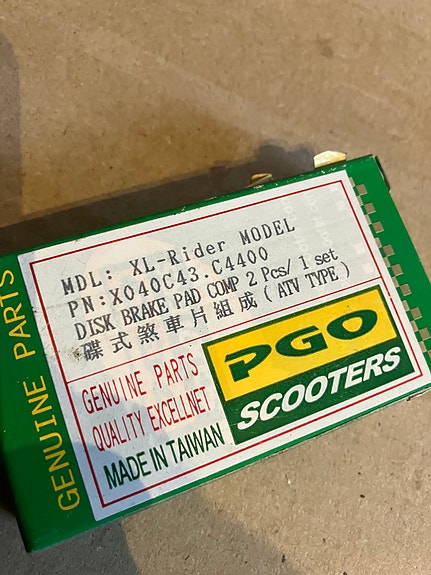 MDL: XL-Rider MODEL
PN:X040C43.C4400
DISK BRAKE PAD COMP 2 Pcs/ 1 set
碟式煞車片組成(ATV TYPE)
GENUINE PARTS
QUALITY EXCELLNET
MADE IN TAIWAN
PGO
SCOOTERS
GENUINE PARTS